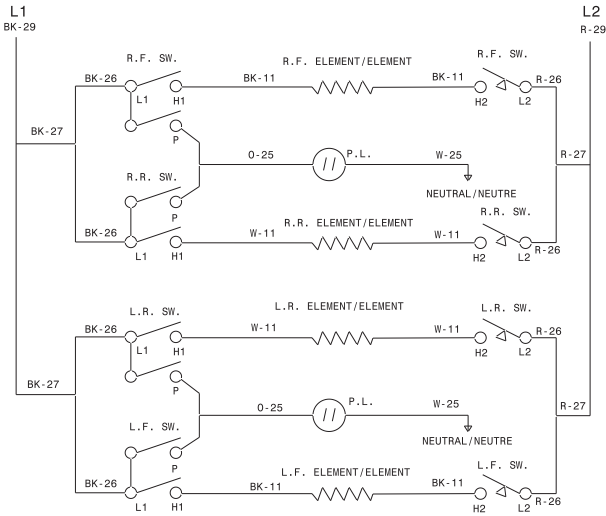 L1 L2
BK-29 R-29
R.F. SW. R.F. ELEMENT/ELEMENT R.F. SW.
BK-26 BK-11 BK-11 R-26
L1 H1 H2 L2
BK-27 P
O-25 P.L. W-25 R-27
R.R. SW. NEUTRAL/NEUTRE
P R.R. ELEMENT/ELEMENT R.R. SW.
BK-26 W-11 W-11 R-26
L1 H1 H2 L2
L.R. SW. L.R. ELEMENT/ELEMENT L.R. SW.
BK-26 W-11 W-11 R-26
L1 H1 H2 L2
BK-27 P
O-25 P.L. W-25 R-27
L.F. SW. NEUTRAL/NEUTRE
P L.F. ELEMENT/ELEMENT L.F. SW.
BK-26 BK-11 BK-11 R-26
L1 H1 H2 L2